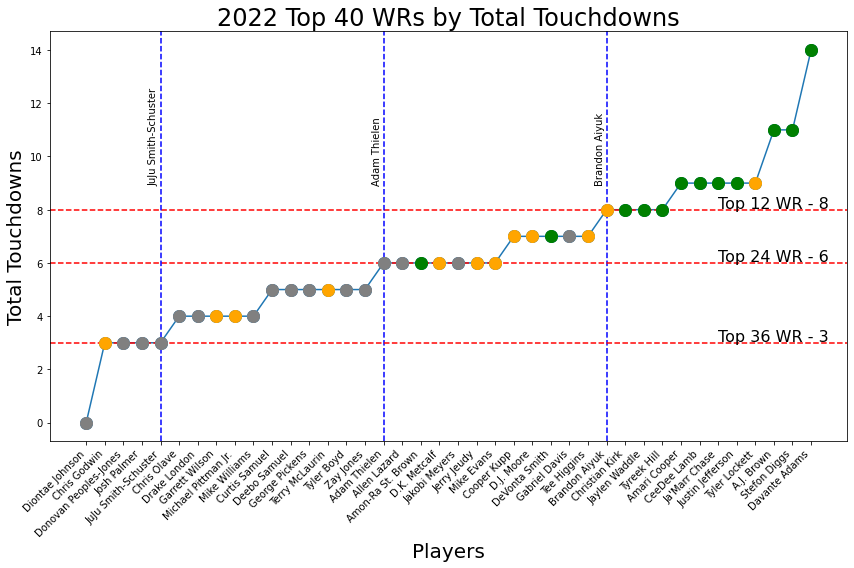 2022 Top 40 WRs by Total Touchdowns
Total Touchdowns
14
12
10
8
6
4
2
0
JuJu Smith-Schuster
Adam Thielen
Brandon Aiyuk
Top 12 WR - 8
Top 24 WR - 6
Top 36 WR - 3
Diontae Johnson
Chris Godwin
Donovan Peoples-Jones
Josh Palmer
JuJu Smith-Schuster
Chris Olave
Drake London
Garrett Wilson
Michael Pittman Jr.
Mike Williams
Curtis Samuel
Deebo Samuel
George Pickens
Terry McLaurin
Tyler Boyd
Zay Jones
Adam Thielen
Allen Lazard
Amon-Ra St. Brown
D.K. Metcalf
Jakobi Meyers
Jerry Jeudy
Mike Evans
Cooper Kupp
D.J. Moore
DeVonta Smith
Gabriel Davis
Tee Higgins
Brandon Aiyuk
Christian Kirk
Jaylen Waddle
Tyreek Hill
Amari Cooper
CeeDee Lamb
Ja'Marr Chase
Justin Jefferson
Tyler Lockett
A.J. Brown
Stefon Diggs
Davante Adams
Players